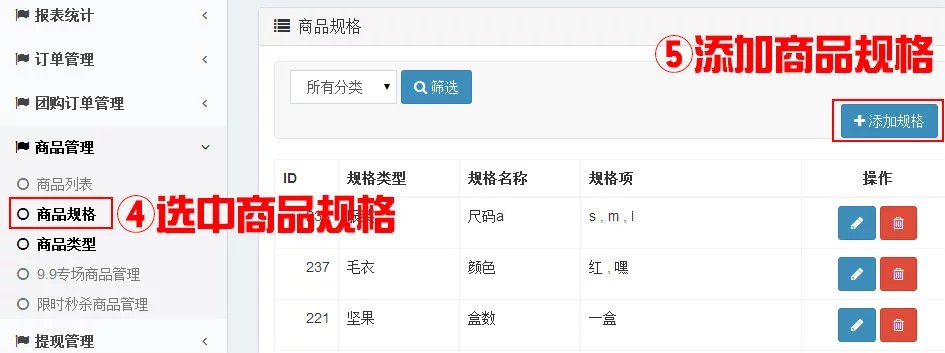 报表统计
订单管理
团购订单管理
商品管理
商品列表
商品规格
④选中商品规格
商品类型
9.9专场商品管理
限时秒杀商品管理
提现管理
商品规格
⑤添加商品规格
所有分类
筛选
添加规格
ID 规格类型 规格名称 规格项 操作
尺码a s , m , l
237 毛衣 颜色 红 , 嘿
221 坚果 盒数 一盒